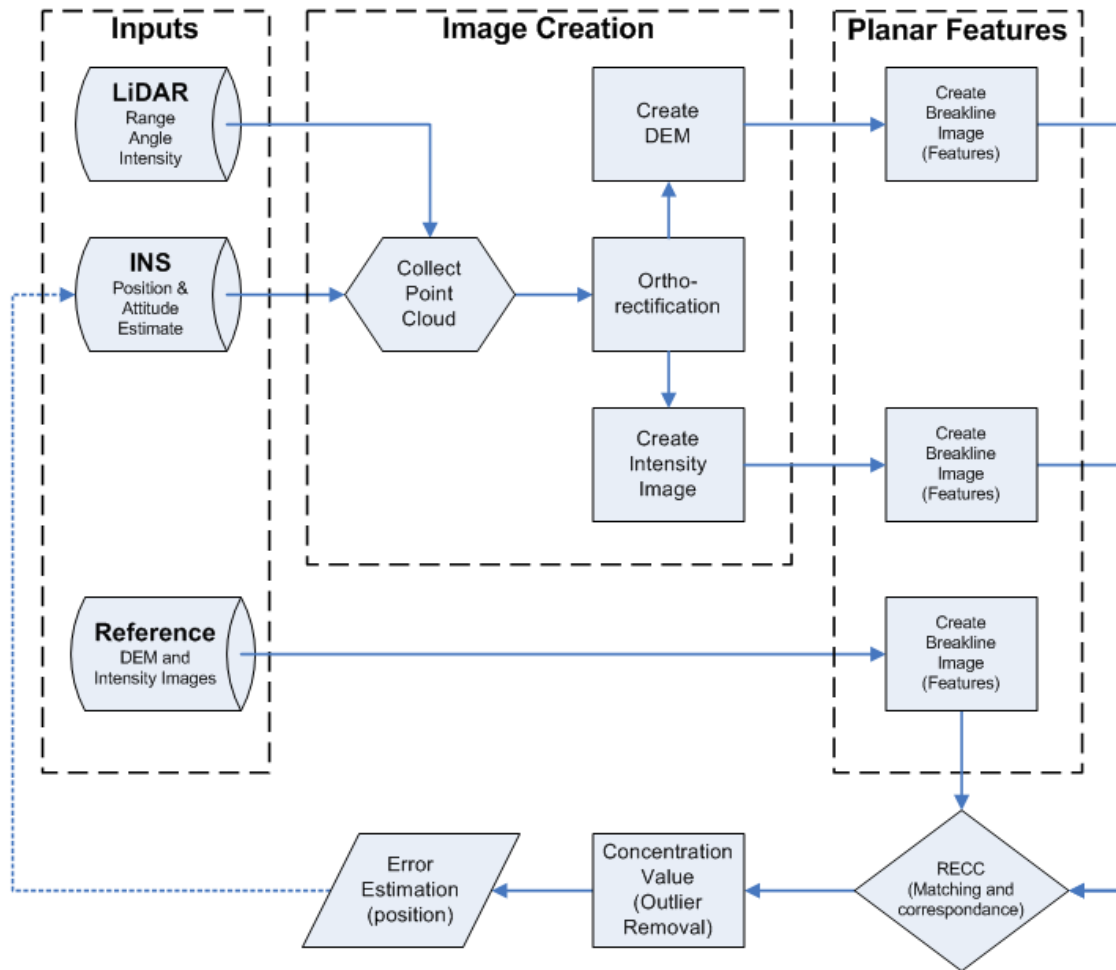 Inputs
Image Creation
Planar Features
LiDAR
Range
Angle
Intensity
Create
DEM
Create
Breakline
Image
(Features)
INS
Position &
Attitude
Estimate
Collect
Point
Cloud
Ortho-
rectification
Create
Intensity
Image
Create
Breakline
Image
(Features)
Reference
DEM and
Intensity Images
Create
Breakline
Image
(Features)
Error
Estimation
(position)
Concentration
Value
(Outlier
Removal)
RECC
(Matching and
correspondance)